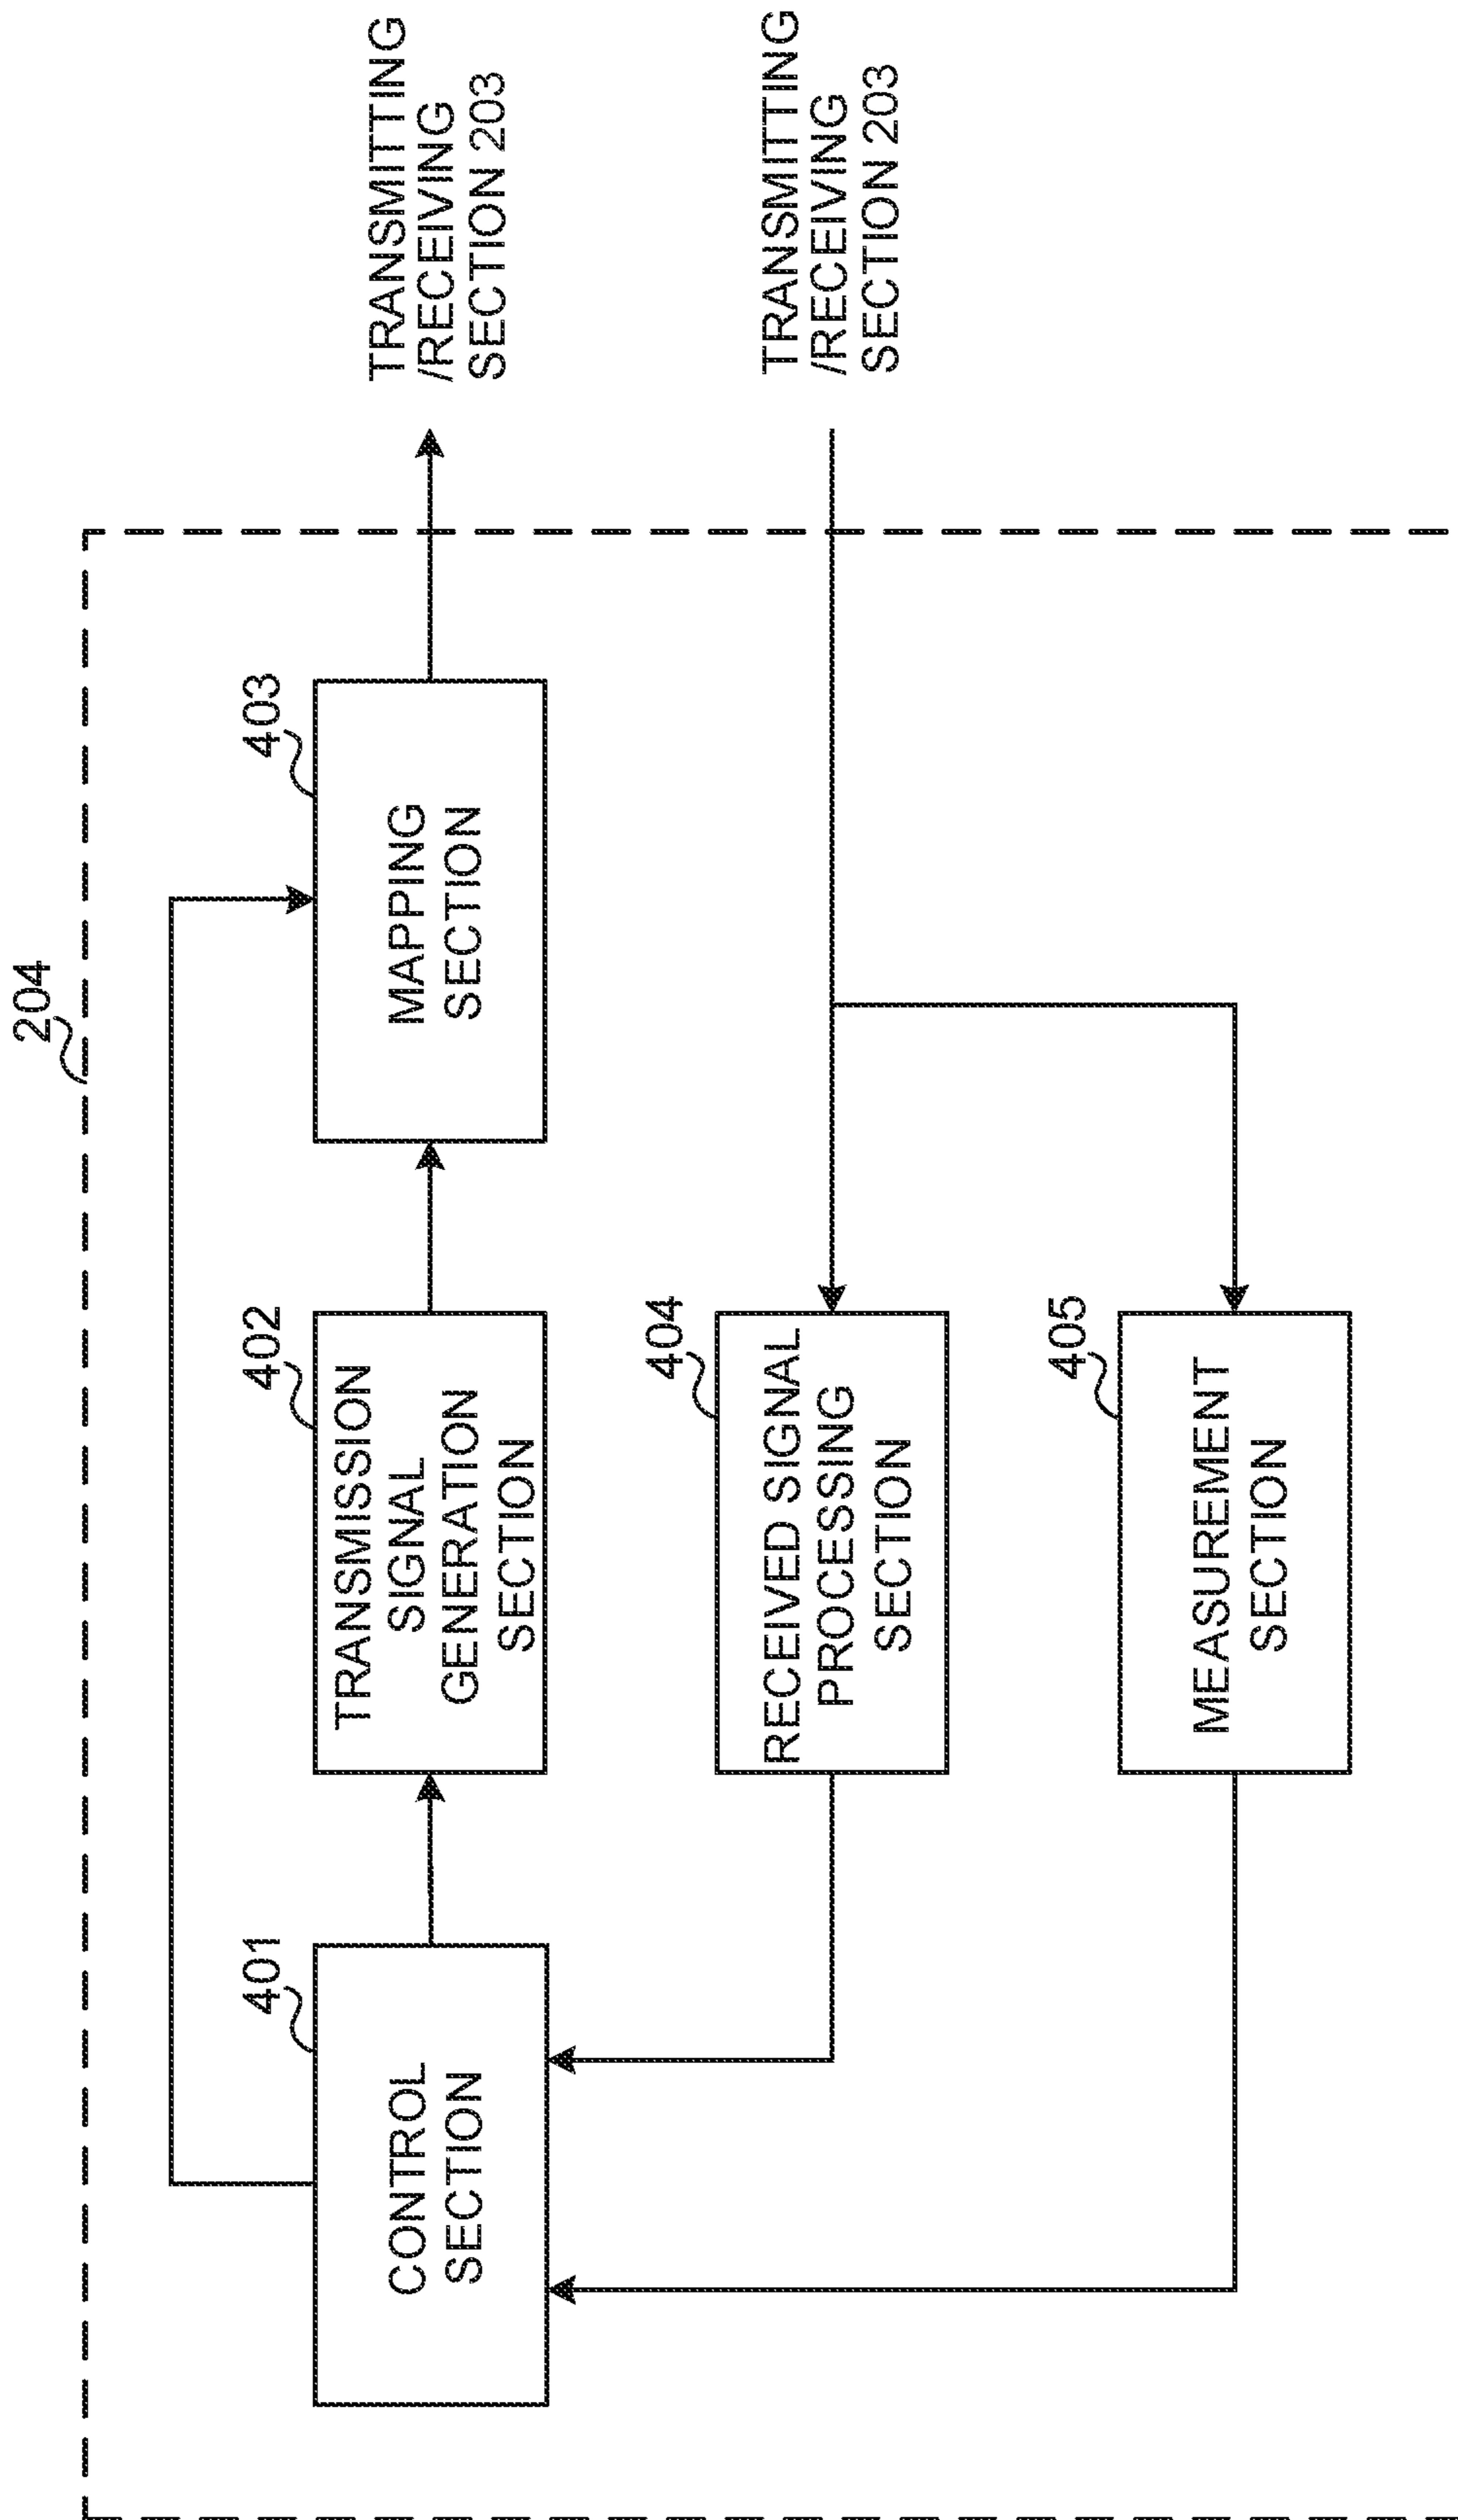 204
401
CONTROL
SECTION
402
TRANSMISSION
SIGNAL
GENERATION
SECTION
403
MAPPING
SECTION
TRANSMITTING
/RECEIVING
SECTION 203
404
RECEIVED SIGNAL
PROCESSING
SECTION
TRANSMITTING
/RECEIVING
SECTION 203
405
MEASUREMENT
SECTION